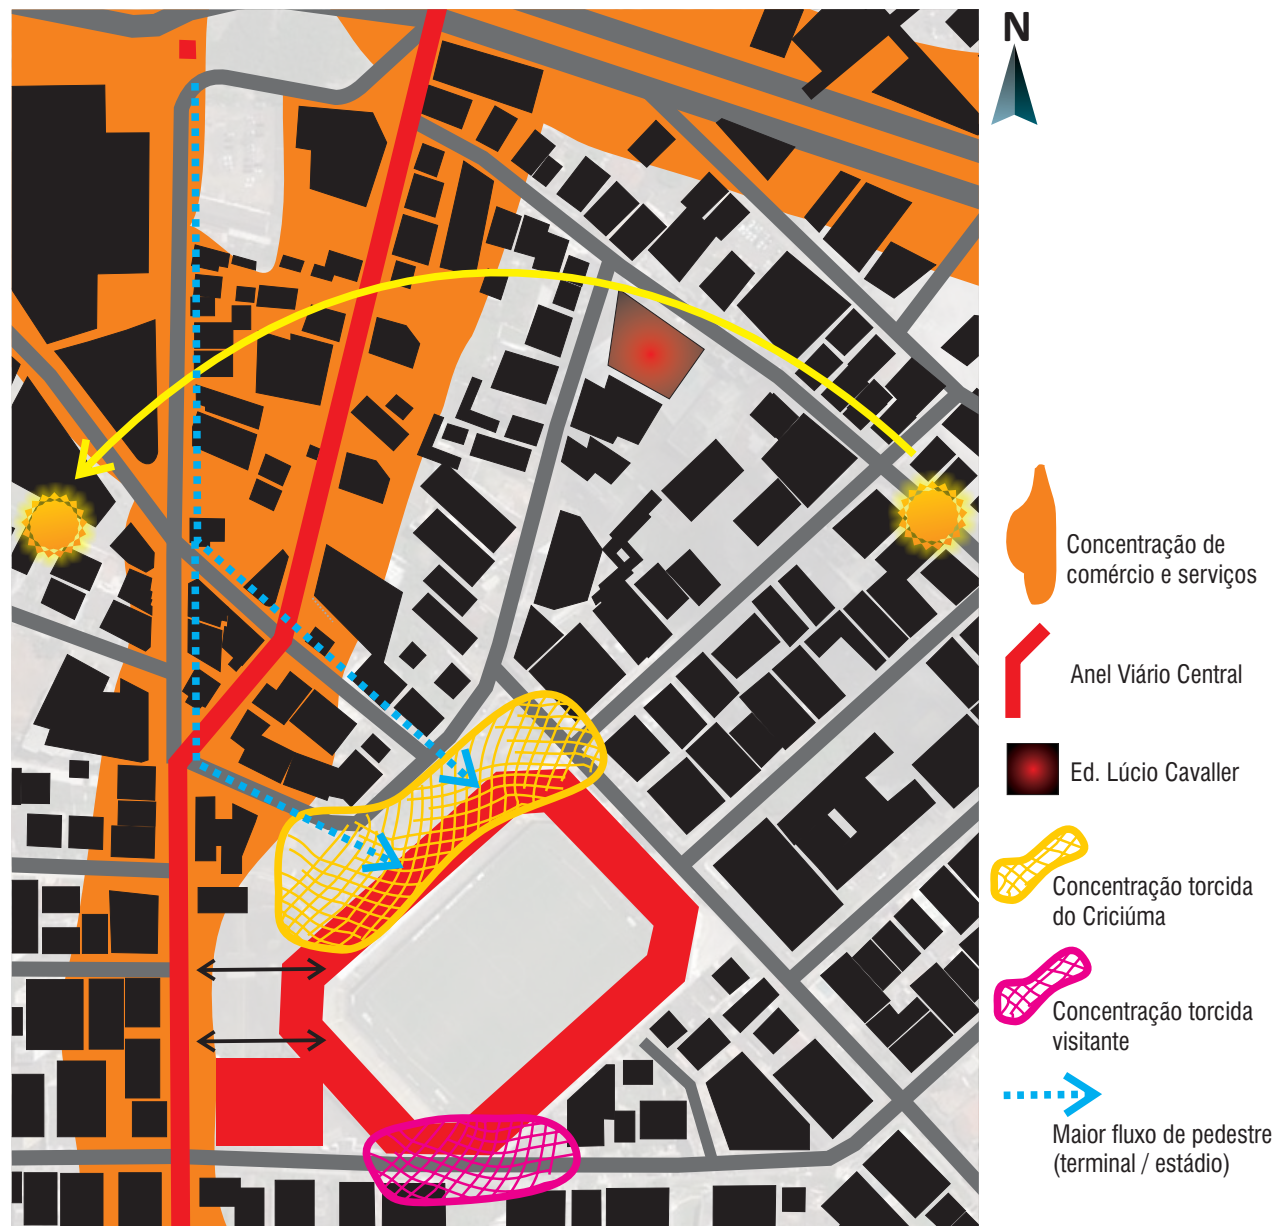 N
Concentração de
comércio e serviços
Anel Viário Central
Ed. Lúcio Cavaller
Concentração torcida
do Criciúma
Concentração torcida
visitante
Maior fluxo de pedestre
(terminal / estádio)